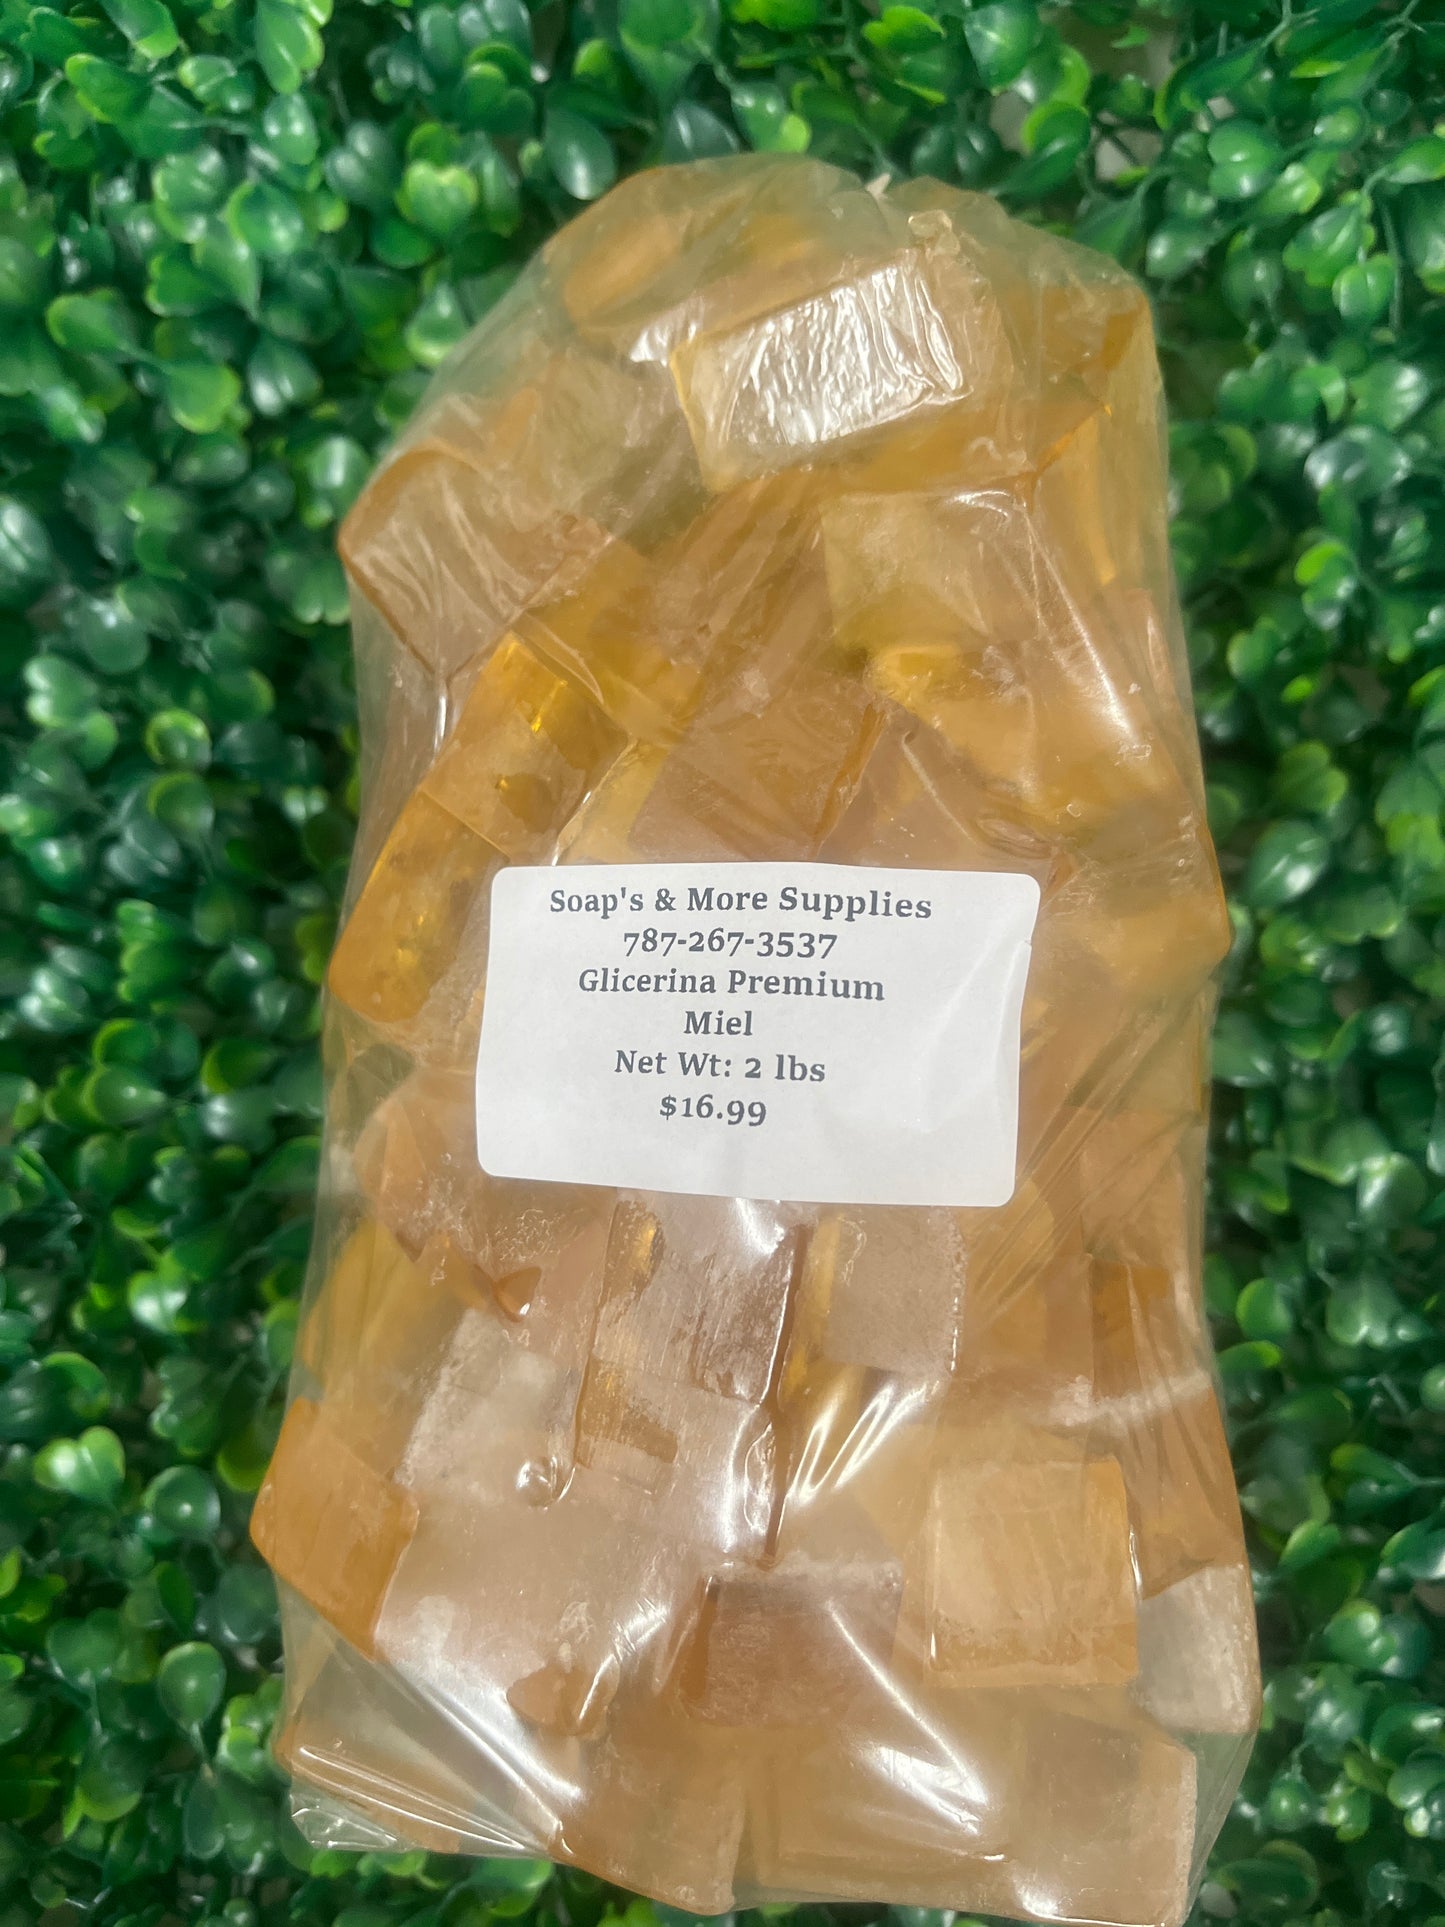 Soap's & More Supplies
787-267-3537
Glicerina Premium
Miel
Net Wt: 2 lbs
$16.99